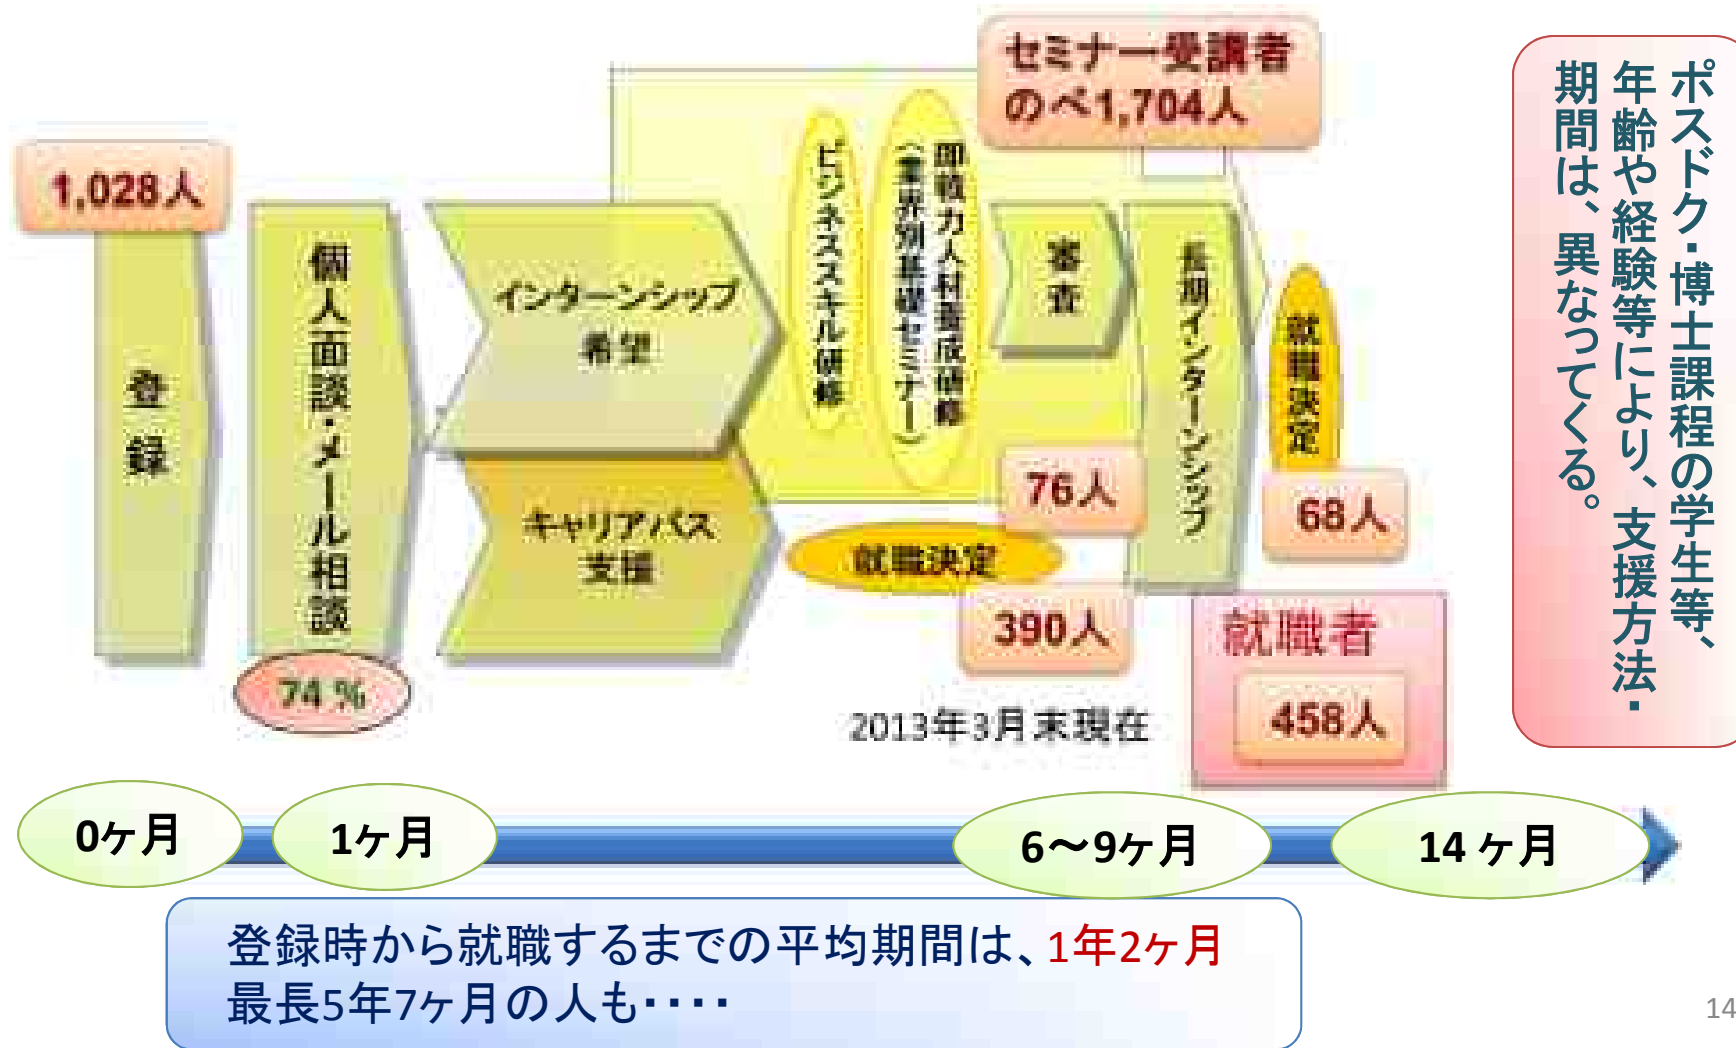 セミナー受講者
のべ1,704人
1,028人
登録
個人面談・メール相談
74 %
インターンシップ
希望
キャリアパス
支援
ビジネススキル研修
即戦力人材養成研修
(業界別基礎セミナー)
審査
長期インターンシップ
就職決定
76人
68人
就職決定
390人
就職者
458人
2013年3月末現在
ポスドク・博士課程の学生等、
年齢や経験等により、支援方法・
期間は、異なってくる。
0ヶ月
1ヶ月
6～9ヶ月
14 ヶ月
登録時から就職するまでの平均期間は、1年2ヶ月
最長5年7ヶ月の人も････
14